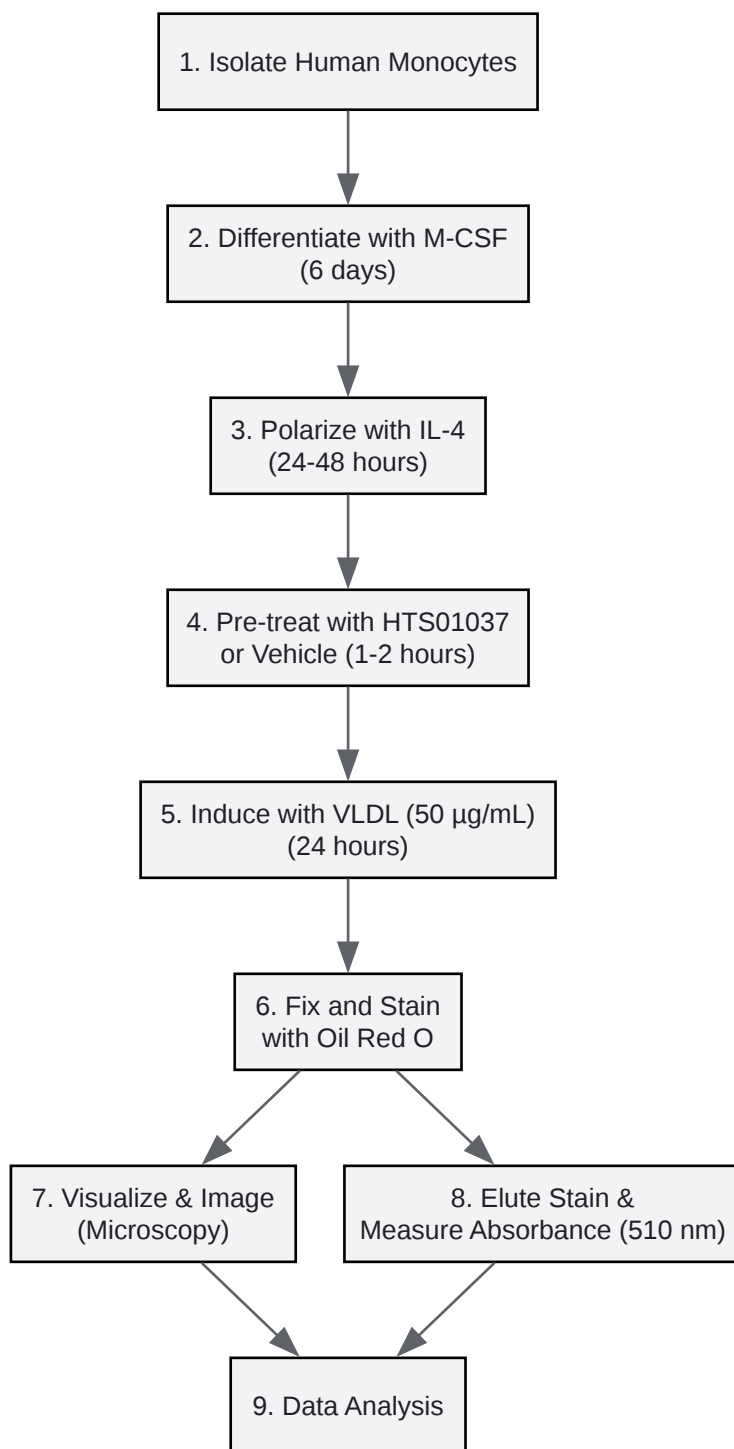 1. Isolate Human Monocytes
2. Differentiate with M-CSF
(6 days)
3. Polarize with IL-4
(24-48 hours)
4. Pre-treat with HTS01037
or Vehicle (1-2 hours)
5. Induce with VLDL (50 µg/mL)
(24 hours)
6. Fix and Stain
with Oil Red O
7. Visualize & Image
(Microscopy)
8. Elute Stain &
Measure Absorbance (510 nm)
9. Data Analysis